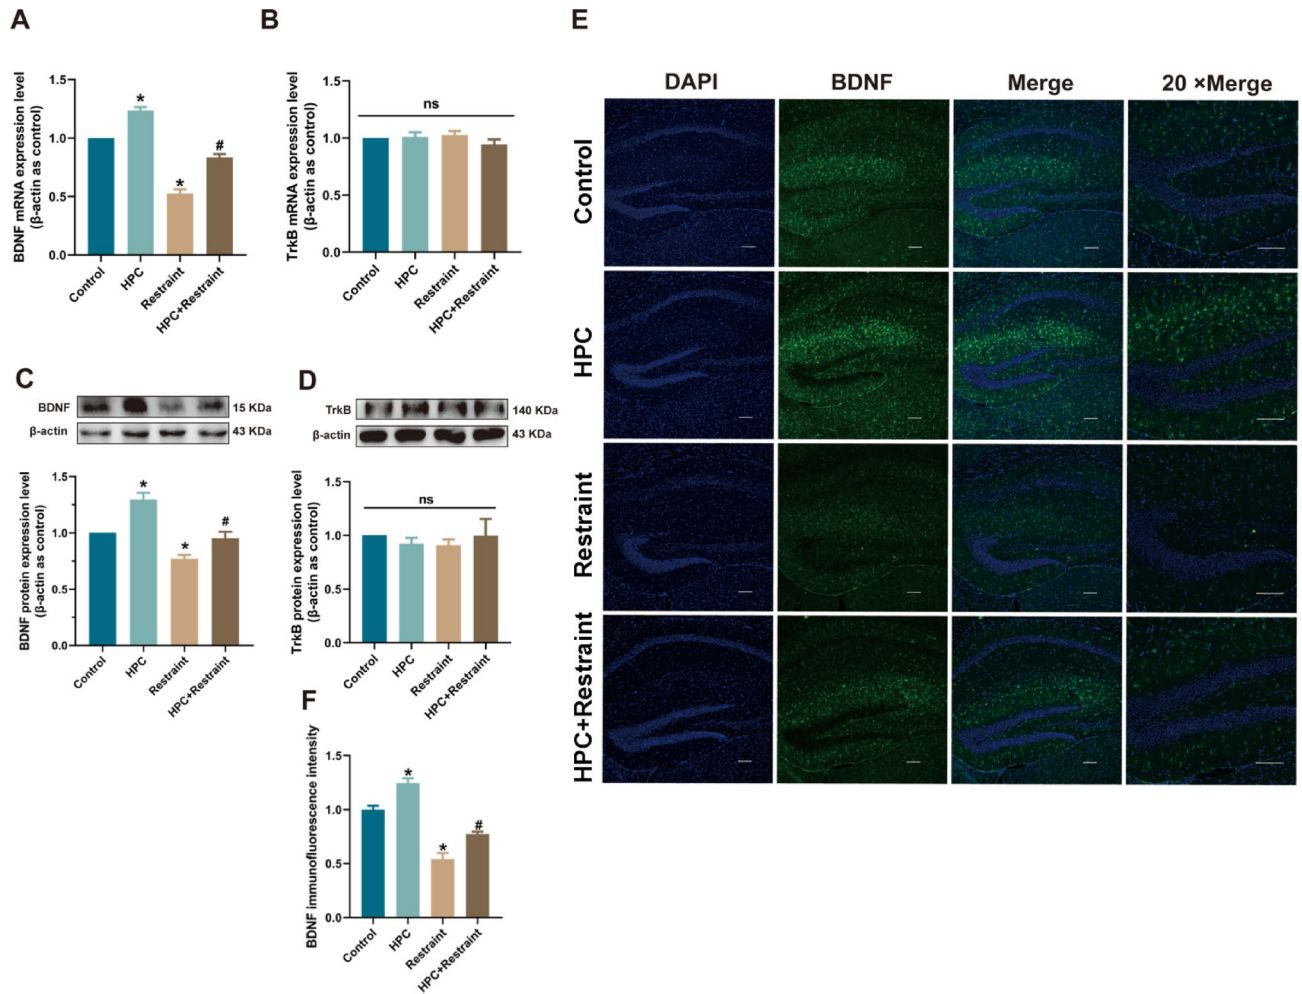 A
BDNF mRNA expression level
(β-actin as control)
1.5
1.0
0.5
0.0
*
*
#
Control
HPC
Restraint
HPC+Restraint
B
TrkB mRNA expression level
(β-actin as control)
1.5
1.0
0.5
0.0
ns
Control
HPC
Restraint
HPC+Restraint
C
BDNF
15 KDa
β-actin
43 KDa
BDNF protein expression level
(β-actin as control)
1.5
1.0
0.5
0.0
*
*
#
Control
HPC
Restraint
HPC+Restraint
D
TrkB
140 KDa
β-actin
43 KDa
TrkB protein expression level
(β-actin as control)
1.5
1.0
0.5
0.0
ns
Control
HPC
Restraint
HPC+Restraint
E
DAPI
BDNF
Merge
20 ×Merge
Control
HPC
Restraint
HPC+Restraint
F
BDNF immunofluorescence intensity
1.5
1.0
0.5
0.0
*
*
#
Control
HPC
Restraint
HPC+Restraint